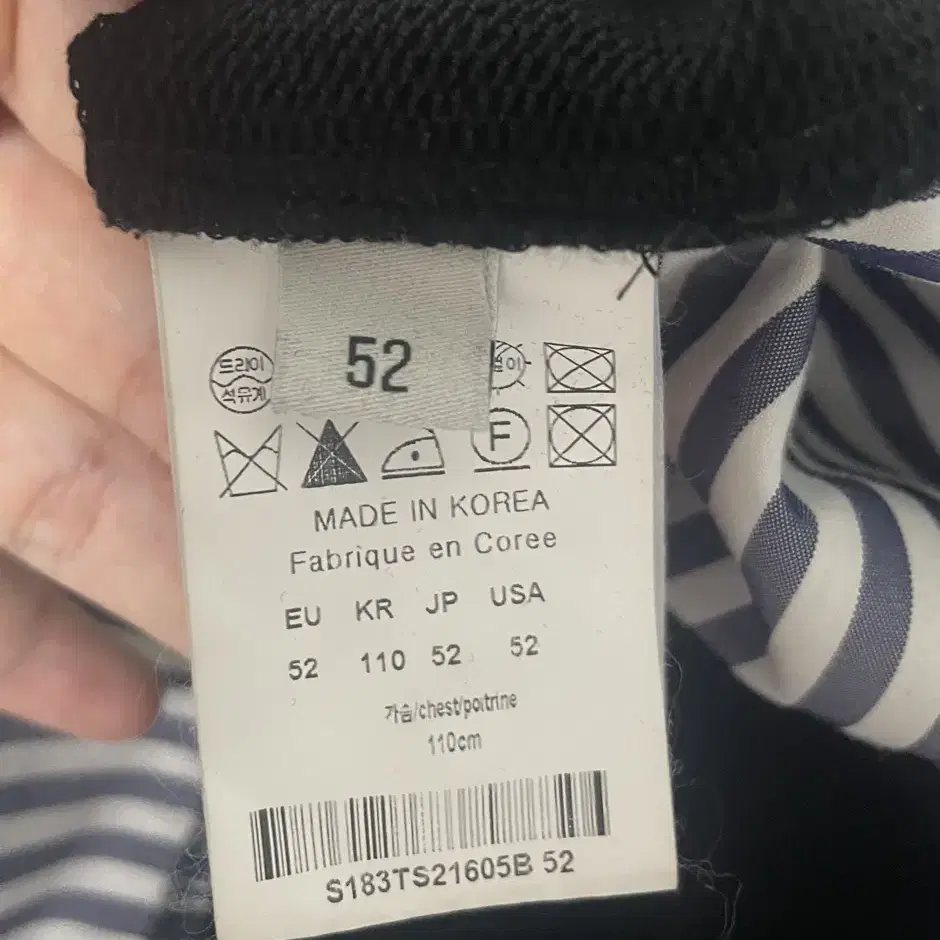 52
드라이
석유계
F
MADE IN KOREA
Fabrique en Coree
EU KR JP USA
52 110 52 52
가슴/chest/poitrine
110cm
S183TS21605B 52